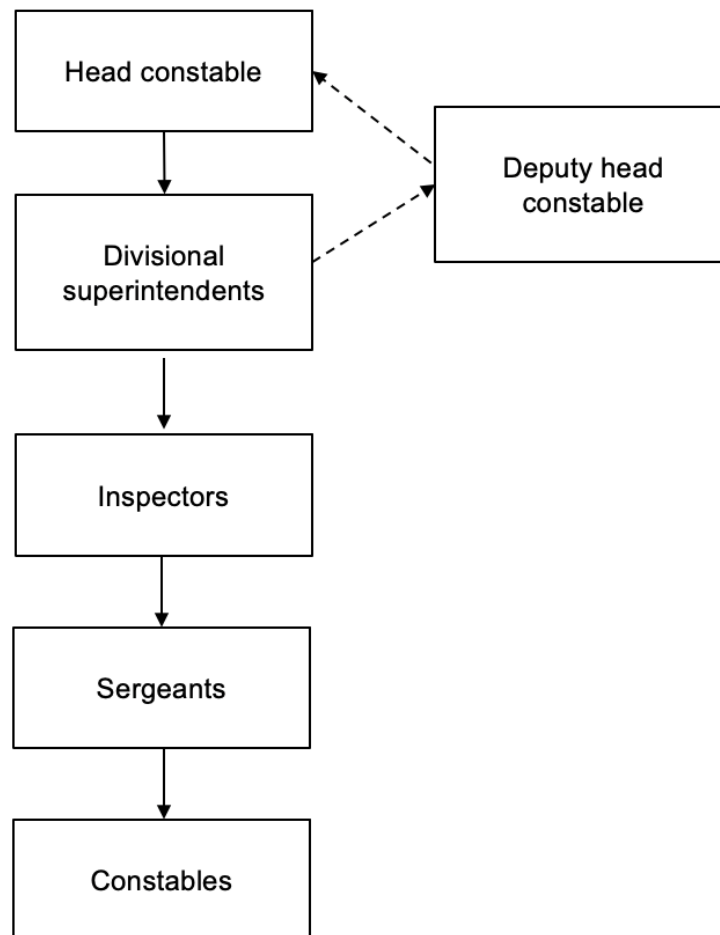 Head constable
Deputy head
constable
Divisional
superintendents
Inspectors
Sergeants
Constables